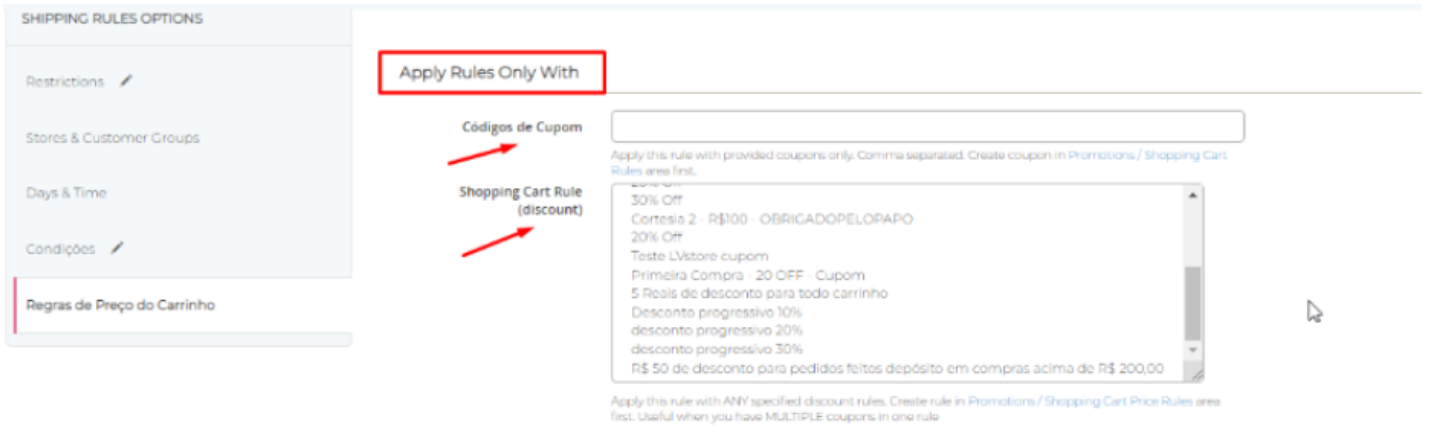 SHIPPING RULES OPTIONS
Restrictions
Stores & Customer Groups
Days & Time
Condições
Regras de Preço do Carrinho
Apply Rules Only With
Códigos de Cupom
Apply this rule with provided coupons only. Comma separated. Create coupon in Promotions / Shopping Cart
Rules area first.
Shopping Cart Rule
(discount)
30% Off
Cortesia 2 - R$100 - OBRIGADOPELOPAPO
20% Off
Teste LVstore cupom
Primeira Compra - 20 OFF - Cupom
5 Reais de desconto para todo carrinho
Desconto progressivo 10%
desconto progressivo 20%
desconto progressivo 30%
R$ 50 de desconto para pedidos feitos depósito em compras acima de R$ 200,00
Apply this rule with ANY specified discount rules. Create rule in Promotions / Shopping Cart Price Rules area
first. Useful when you have MULTIPLE coupons in one rule